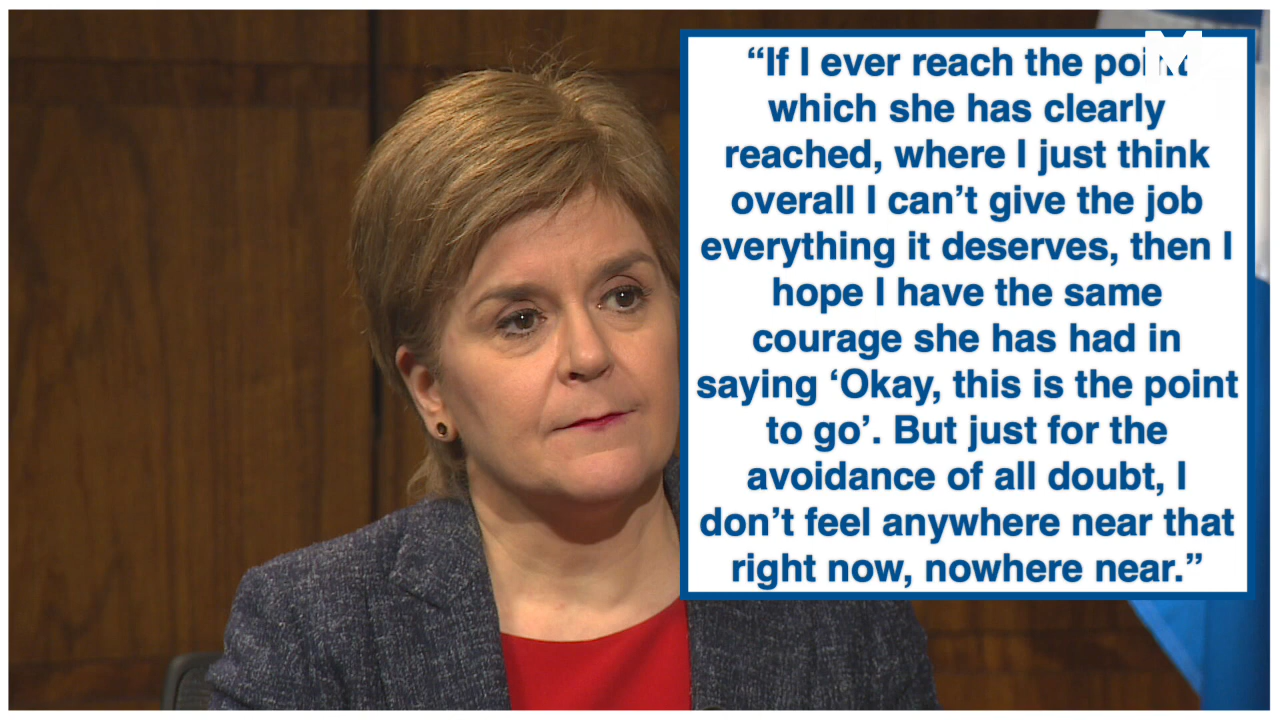 “If I ever reach the point
which she has clearly
reached, where I just think
overall I can’t give the job
everything it deserves, then I
hope I have the same
courage she has had in
saying ‘Okay, this is the point
to go’. But just for the
avoidance of all doubt, I
don’t feel anywhere near that
right now, nowhere near.”
M